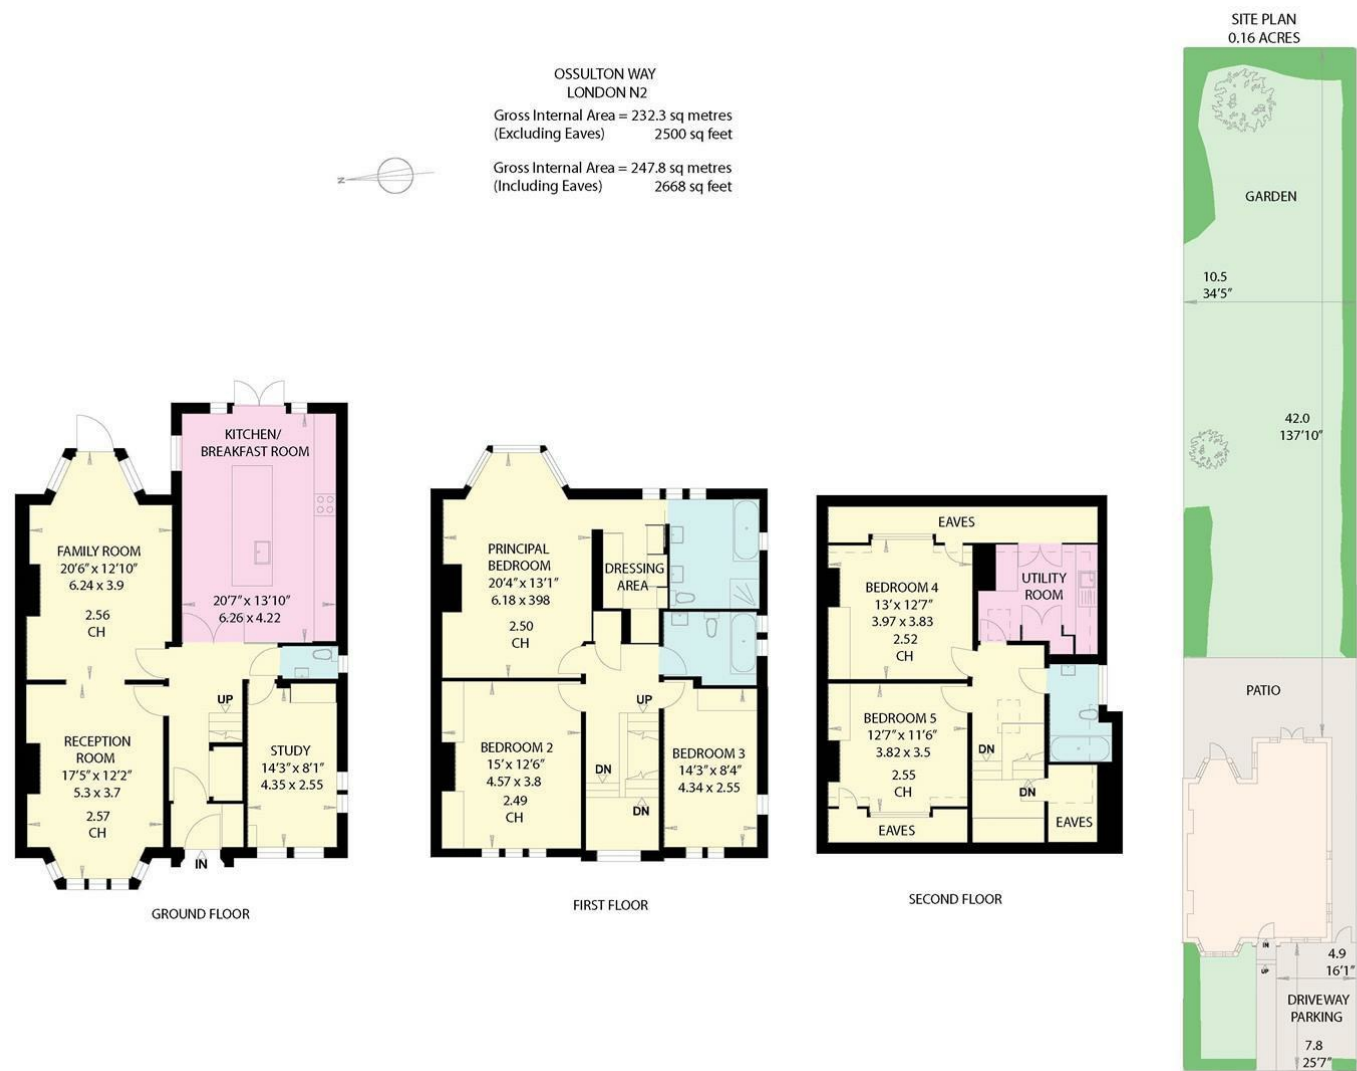 SITE PLAN
0.16 ACRES
OSSULTON WAY
LONDON N2
Gross Internal Area = 232.3 sq metres
(Excluding Eaves) 2500 sq feet
Gross Internal Area = 247.8 sq metres
(Including Eaves) 2668 sq feet
N
KITCHEN/
BREAKFAST ROOM
20'7" x 13'10"
6.26 x 4.22
FAMILY ROOM
20'6" x 12'10"
6.24 x 3.9
2.56
CH
UP
RECEPTION
ROOM
17'5" x 12'2"
5.3 x 3.7
2.57
CH
STUDY
14'3" x 8'1"
4.35 x 2.55
IN
GROUND FLOOR
PRINCIPAL
BEDROOM
20'4" x 13'1"
6.18 x 398
2.50
CH
DRESSING
AREA
UP
BEDROOM 2
15' x 12'6"
4.57 x 3.8
2.49
CH
DN
DN
BEDROOM 3
14'3" x 8'4"
4.34 x 2.55
FIRST FLOOR
EAVES
BEDROOM 4
13' x 12'7"
3.97 x 3.83
2.52
CH
UTILITY
ROOM
BEDROOM 5
12'7" x 11'6"
3.82 x 3.5
2.55
CH
DN
DN
EAVES
EAVES
SECOND FLOOR
GARDEN
10.5
34'5"
42.0
137'10"
PATIO
IN
UP
4.9
16'1"
DRIVEWAY
PARKING
7.8
25'7"